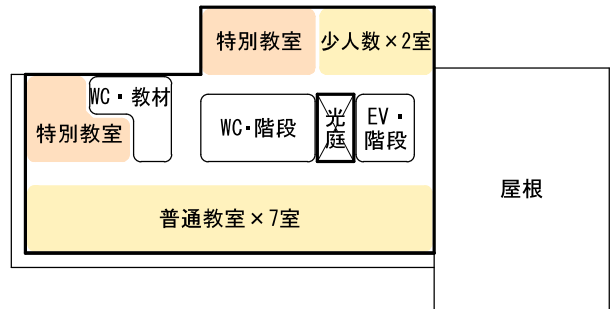 特別教室
少人数×2室
WC・教材
特別教室
WC・階段
光庭
EV・
階段
普通教室×7室
屋根